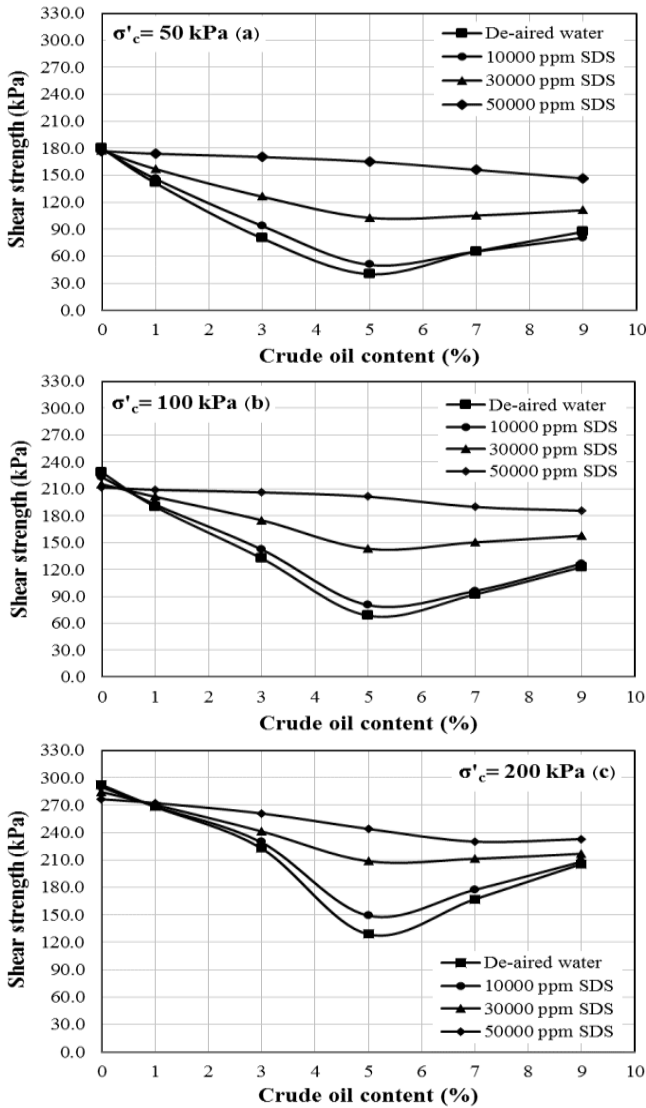 σ'c= 50 kPa (a)
De-aired water
10000 ppm SDS
30000 ppm SDS
50000 ppm SDS
Shear strength (kPa)
330.0
300.0
270.0
240.0
210.0
180.0
150.0
120.0
90.0
60.0
30.0
0.0
0 1 2 3 4 5 6 7 8 9 10
Crude oil content (%)
σ'c= 100 kPa (b)
De-aired water
10000 ppm SDS
30000 ppm SDS
50000 ppm SDS
Shear strength (kPa)
330.0
300.0
270.0
240.0
210.0
180.0
150.0
120.0
90.0
60.0
30.0
0.0
0 1 2 3 4 5 6 7 8 9 10
Crude oil content (%)
σ'c= 200 kPa (c)
Shear strength (kPa)
330.0
300.0
270.0
240.0
210.0
180.0
150.0
120.0
90.0
60.0
30.0
0.0
De-aired water
10000 ppm SDS
30000 ppm SDS
50000 ppm SDS
0 1 2 3 4 5 6 7 8 9 10
Crude oil content (%)